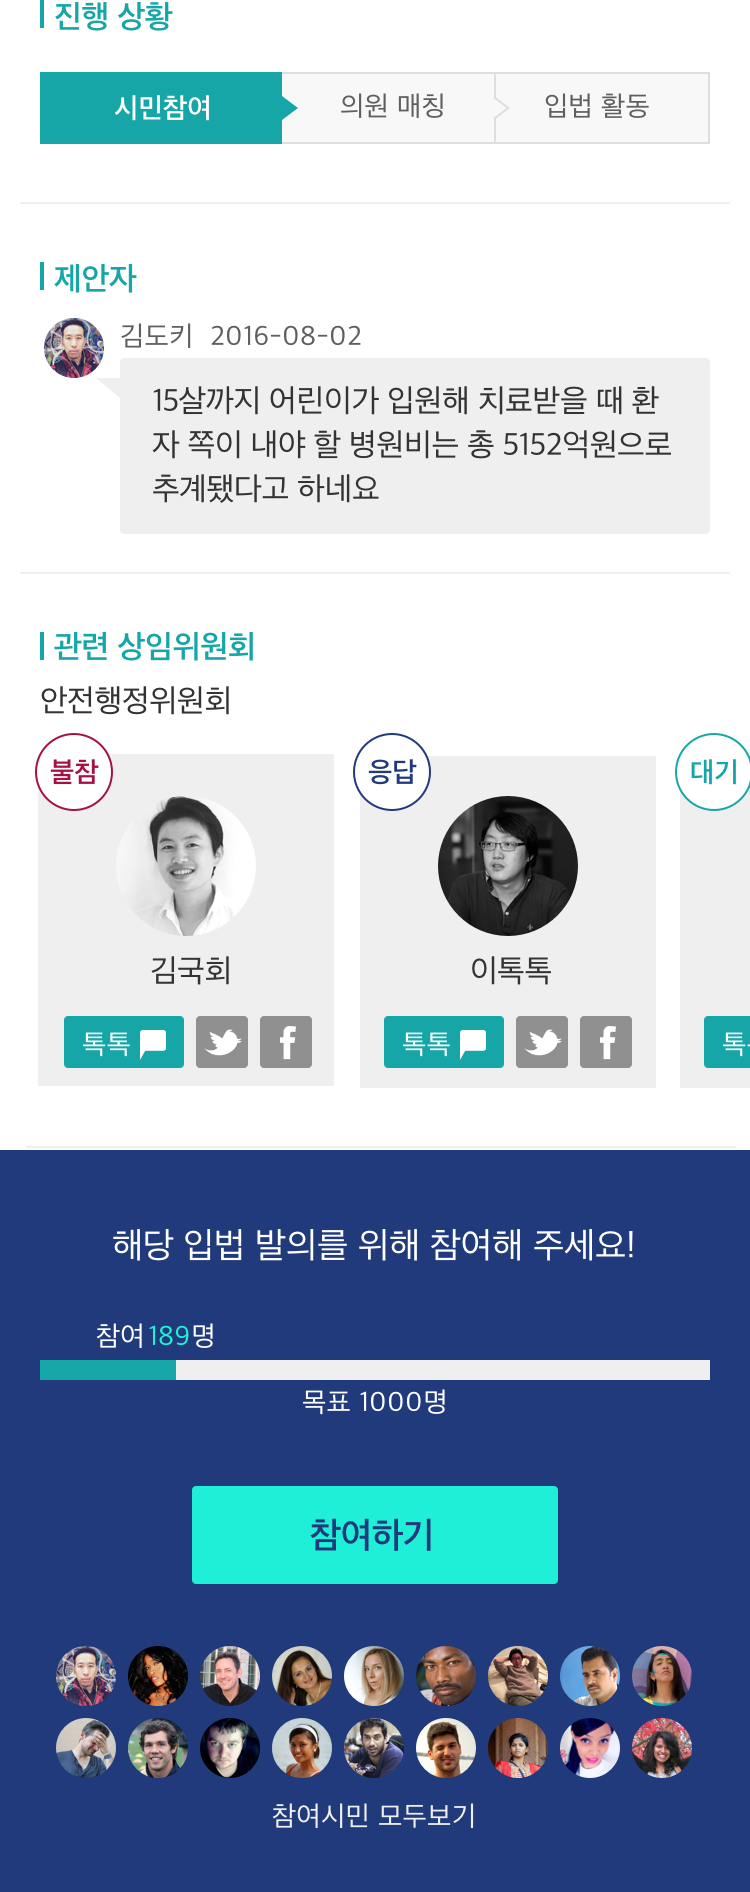 진행 상황
시민참여
의원 매칭
입법 활동
제안자
김도키 2016-08-02
15살까지 어린이가 입원해 치료받을 때 환
자 쪽이 내야 할 병원비는 총 5152억원으로
추계됐다고 하네요
관련 상임위원회
안전행정위원회
불참
응답
대기
김국회
이톡톡
톡톡
톡톡
해당 입법 발의를 위해 참여해 주세요!
참여 189명
목표 1000명
참여하기
참여시민 모두보기